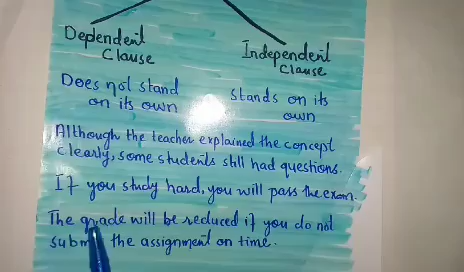 Dependent
Clause
Independent
Clause
Does not stand
on its own
Stands on its
own
Although the teacher explained the concept
clearly, some students still had questions.
If you study hard, you will pass the exam.
The grade will be reduced if you do not
submit the assignment on time.